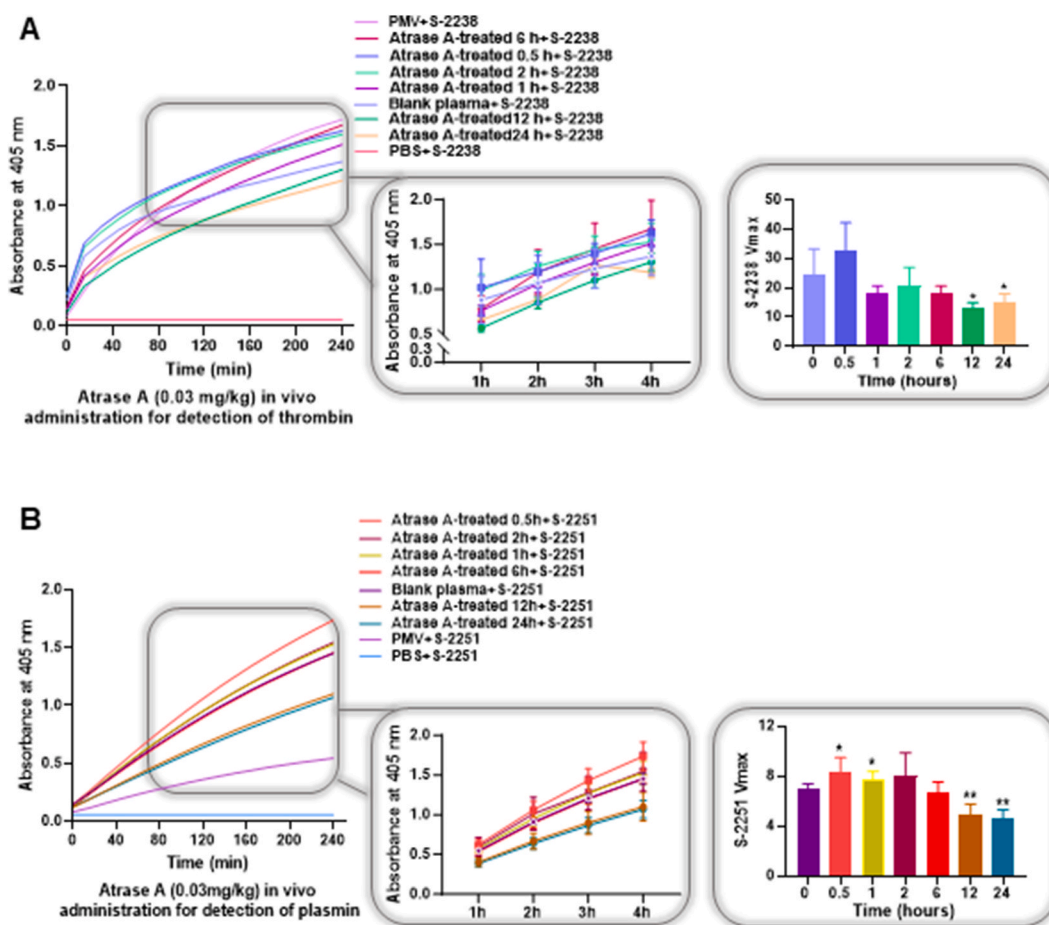 A
PMV+S-2238
Atrase A-treated 6 h+S-2238
Atrase A-treated 0.5 h+S-2238
Atrase A-treated 2 h+S-2238
Atrase A-treated 1 h+S-2238
Blank plasma+S-2238
Atrase A-treated12 h+S-2238
Atrase A-treated24 h+S-2238
PBS+S-2238
Absorbance at 405 nm
2.0
1.5
1.0
0.5
0.0
0 40 80 120 160 200 240
Time (min)
Atrase A (0.03 mg/kg) in vivo
administration for detection of thrombin
Absorbance at 405 nm
2.0
1.5
1.0
0.5
0.3
0.0
1h 2h 3h 4h
S-2238 Vmax
50
40
30
20
10
0
* *
0 0.5 1 2 6 12 24
Time (hours)
B
Atrase A-treated 0.5h+S-2251
Atrase A-treated 2h+S-2251
Atrase A-treated 1h+S-2251
Atrase A-treated 6h+S-2251
Blank plasma+S-2251
Atrase A-treated 12h+S-2251
Atrase A-treated 24h+S-2251
PMV+S-2251
PBS+S-2251
Absorbance at 405 nm
2.0
1.5
1.0
0.5
0.0
0 40 80 120 160 200 240
Time (min)
Atrase A (0.03mg/kg) in vivo
administration for detection of plasmin
Absorbance at 405 nm
2.0
1.5
1.0
0.5
0.0
1h 2h 3h 4h
S-2251 Vmax
12
8
4
0
* * ** **
0 0.5 1 2 6 12 24
Time (hours)